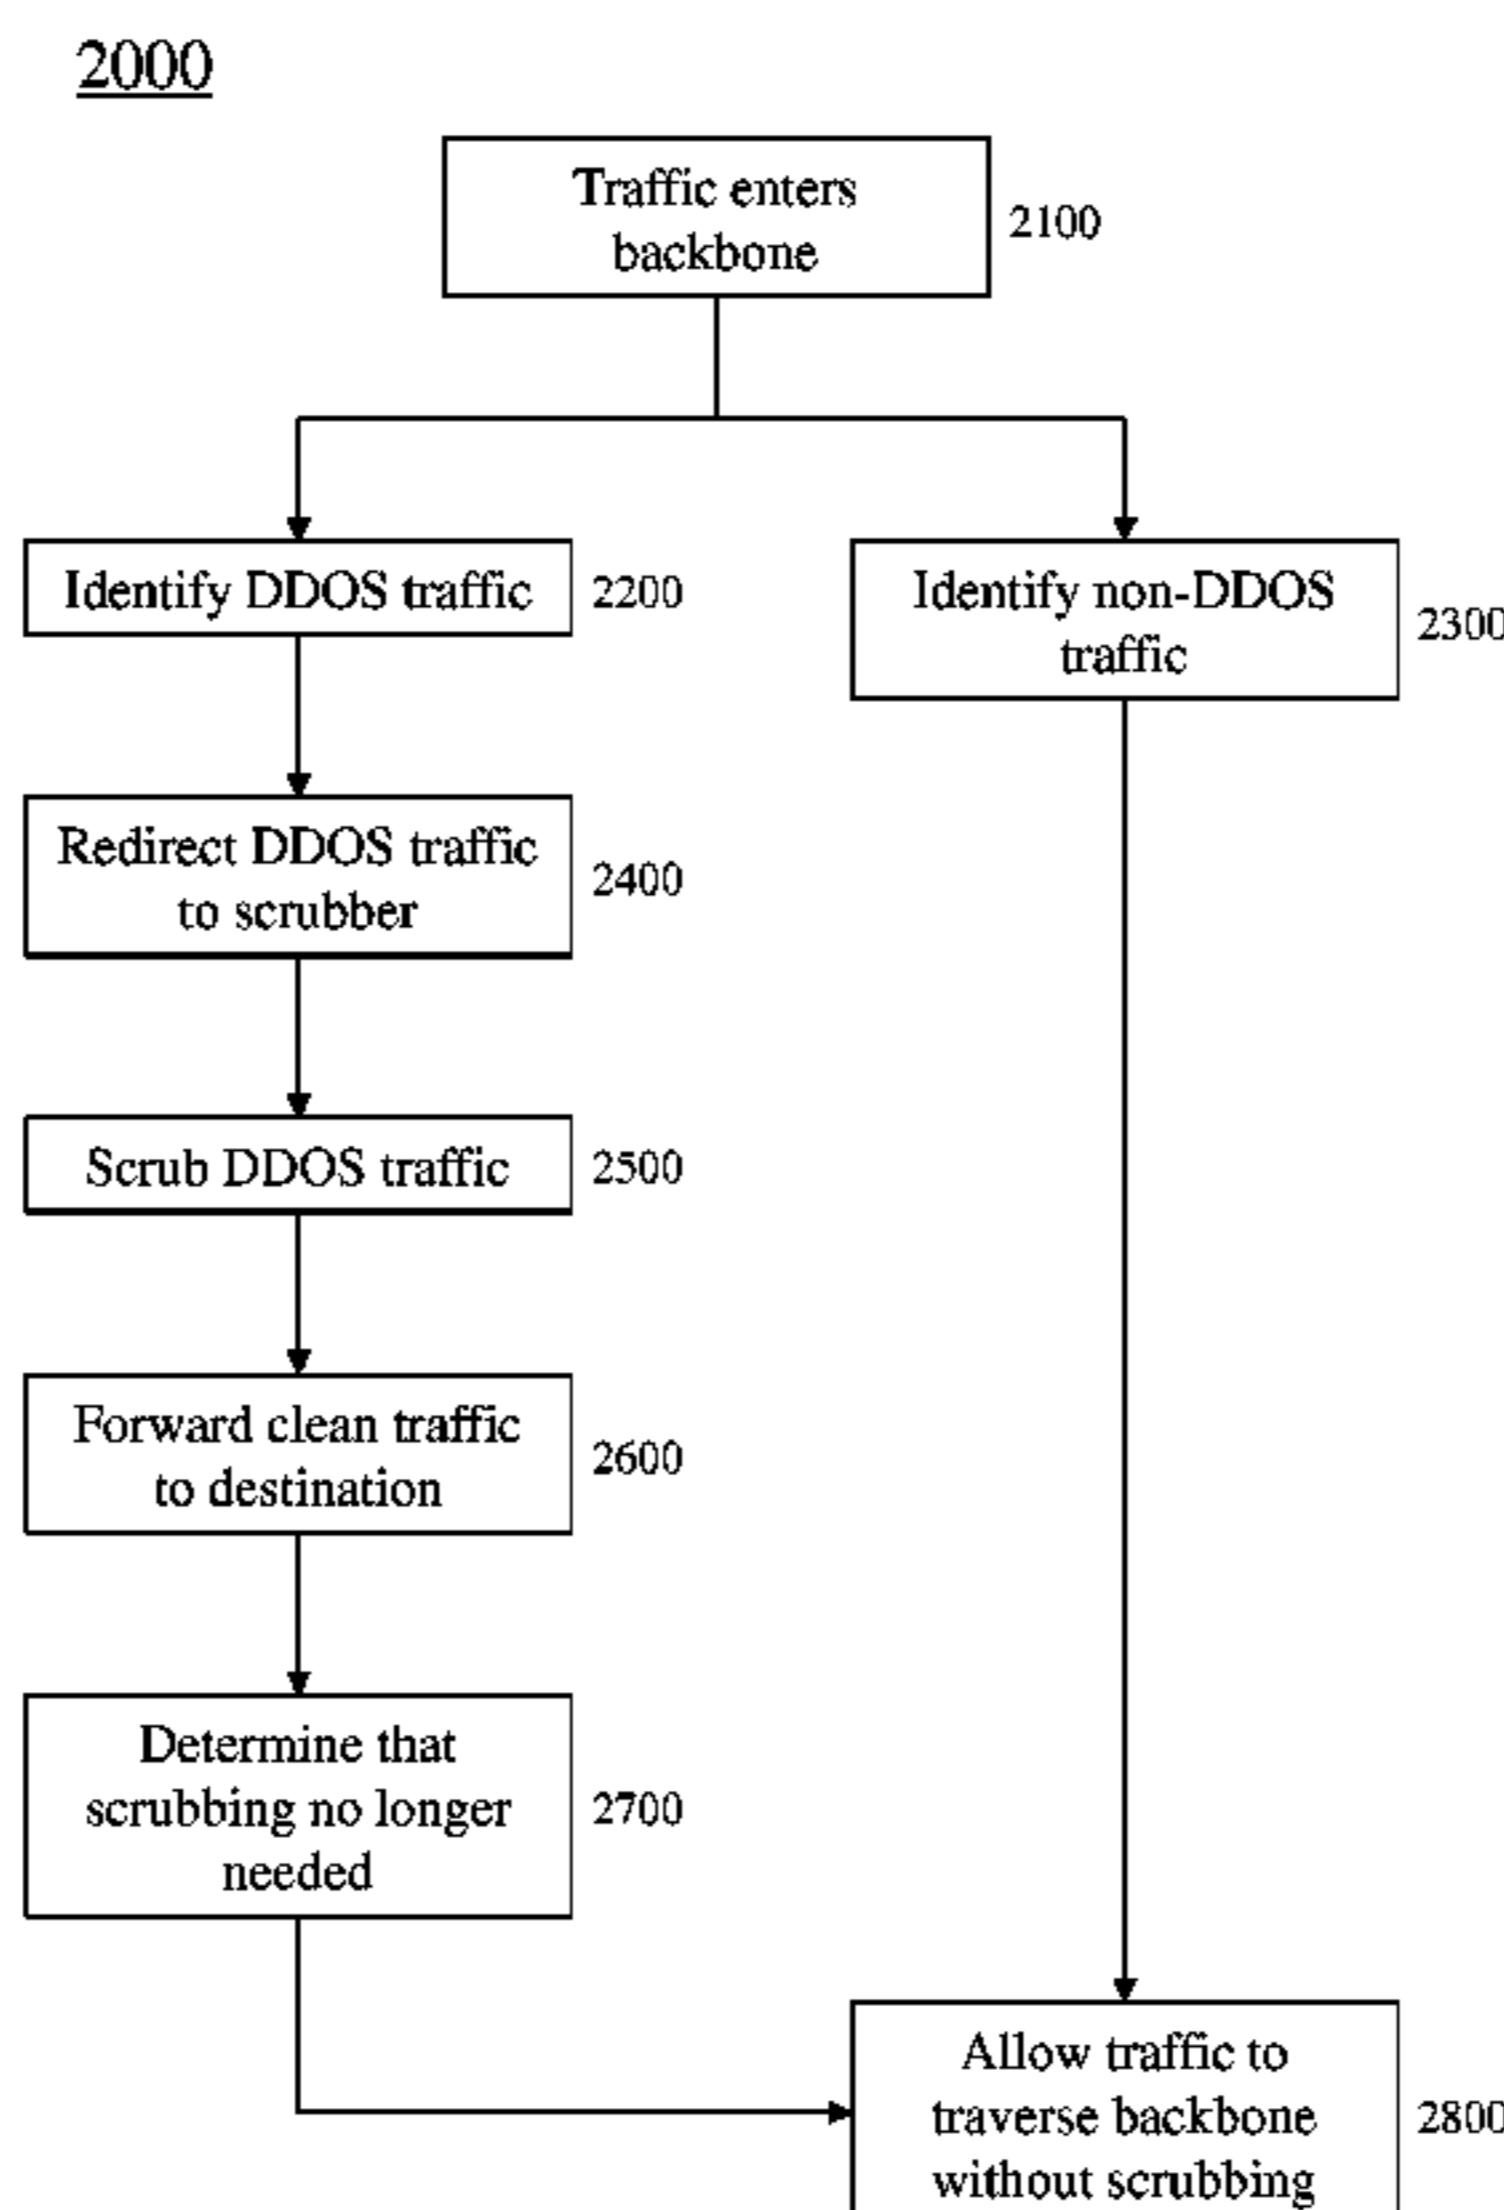 2000
Traffic enters
backbone
2100
Identify DDOS traffic
2200
Identify non-DDOS
traffic
2300
Redirect DDOS traffic
to scrubber
2400
Scrub DDOS traffic
2500
Forward clean traffic
to destination
2600
Determine that
scrubbing no longer
needed
2700
Allow traffic to
traverse backbone
without scrubbing
2800